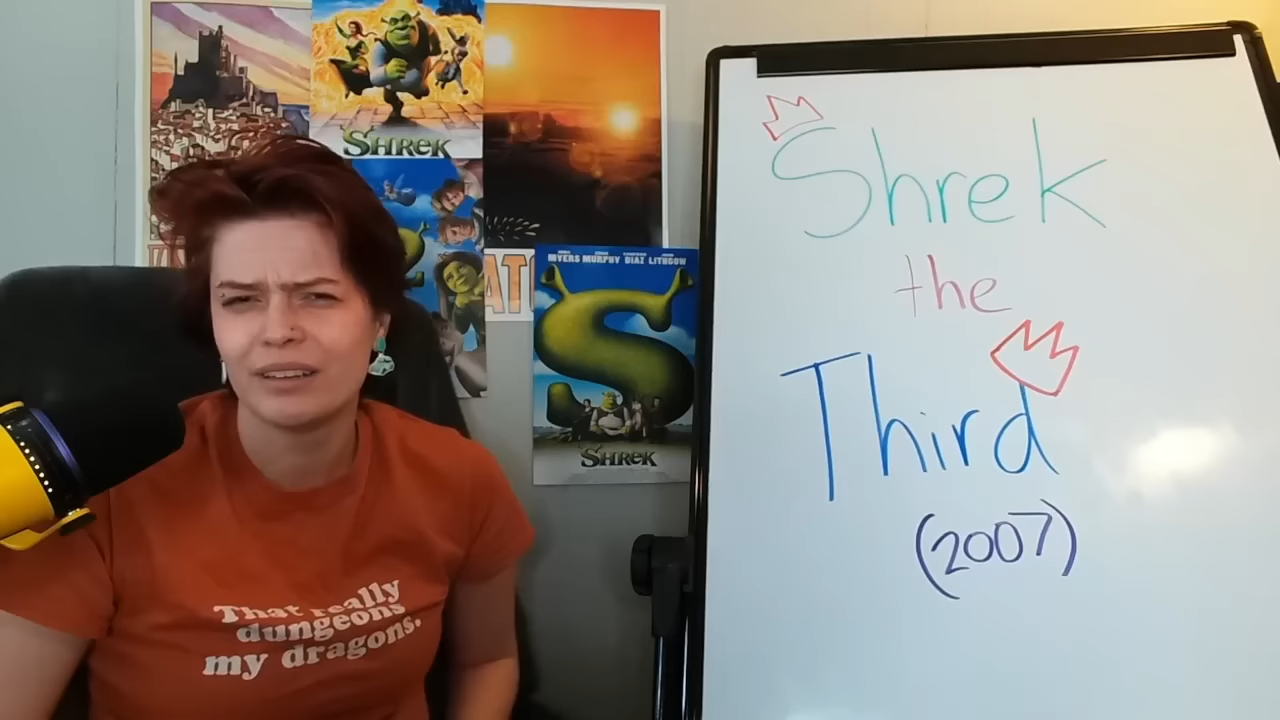 SHREK
MYERS MURPHY DIAZ LITHGOW
SHREK
That really
dungeons
my dragons.
Shrek
the
Third
(2007)